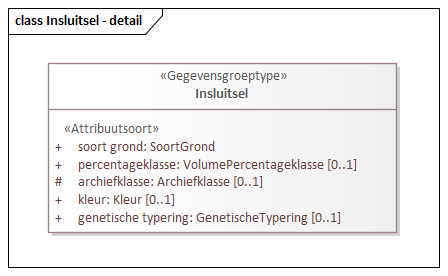 class Insluitsel - detail
«Gegevensgroeptype»
Insluitsel
«Attribuutsoort»
+ soort grond: SoortGrond
+ percentageklasse: VolumePercentageklasse [0..1]
# archiefklasse: Archiefklasse [0..1]
+ kleur: Kleur [0..1]
+ genetische typering: GenetischeTypering [0..1]